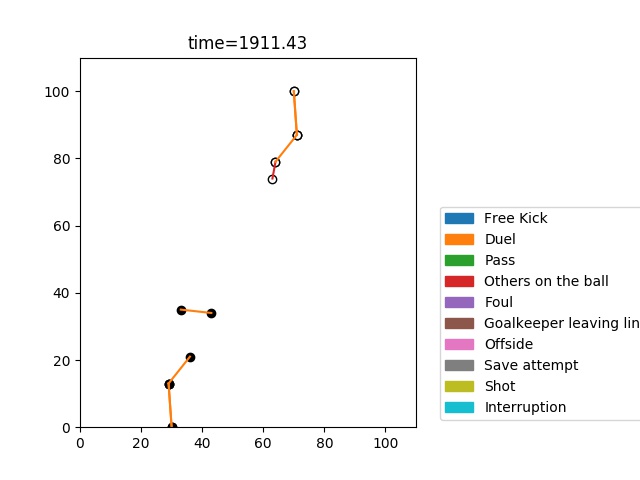 time=1911.43
100
80
60
40
20
0
0 20 40 60 80 100
Free Kick
Duel
Pass
Others on the ball
Foul
Goalkeeper leaving lin
Offside
Save attempt
Shot
Interruption